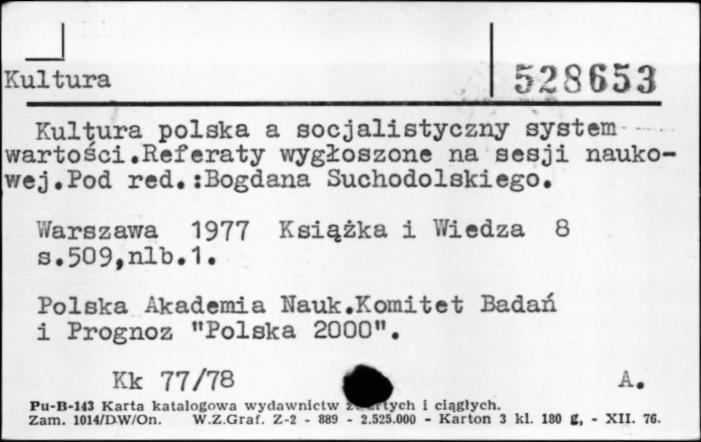 Kultura 528653
Kultura polska a socjalistyczny system
wartości.Referaty wygłoszone na sesji nauko-
wej.Pod red.:Bogdana Suchodolskiego.
Warszawa 1977 Książka i Wiedza 8
s.509,nlb.1.
Polska Akademia Nauk.Komitet Badań
i Prognoz "Polska 2000".
Kk 77/78 A.
Pu-B-143 Karta katalogowa wydawnictw i ciągłych.
Zam. 1014/DW/On. W.Z.Graf. Z-2 - 889 - 2.525.000 - Karton 3 kl. 180 g, - XII. 76.